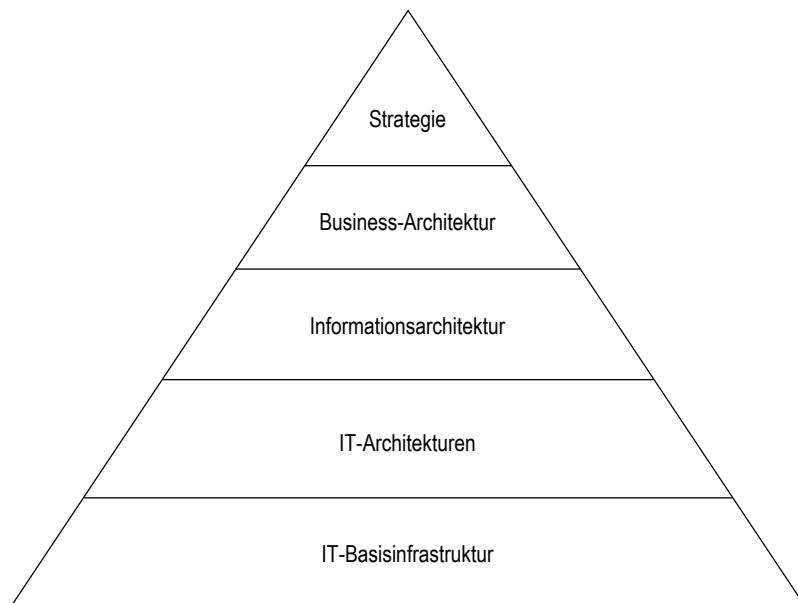 Strategie
Business-Architektur
Informationsarchitektur
IT-Architekturen
IT-Basisinfrastruktur